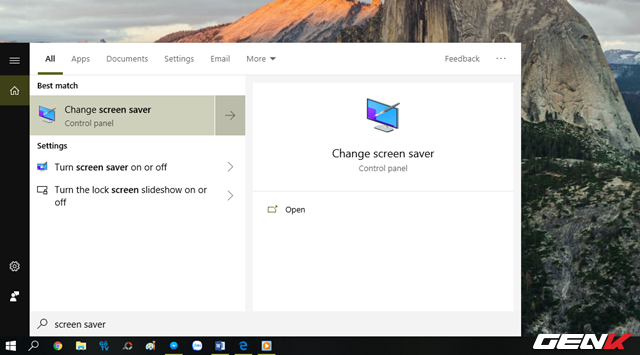 All Apps Documents Settings Email More Feedback ...
Best match
Change screen saver
Control panel
Settings
Turn screen saver on or off
Turn the lock screen slideshow on or
off
Change screen saver
Control panel
Open
screen saver
GENK